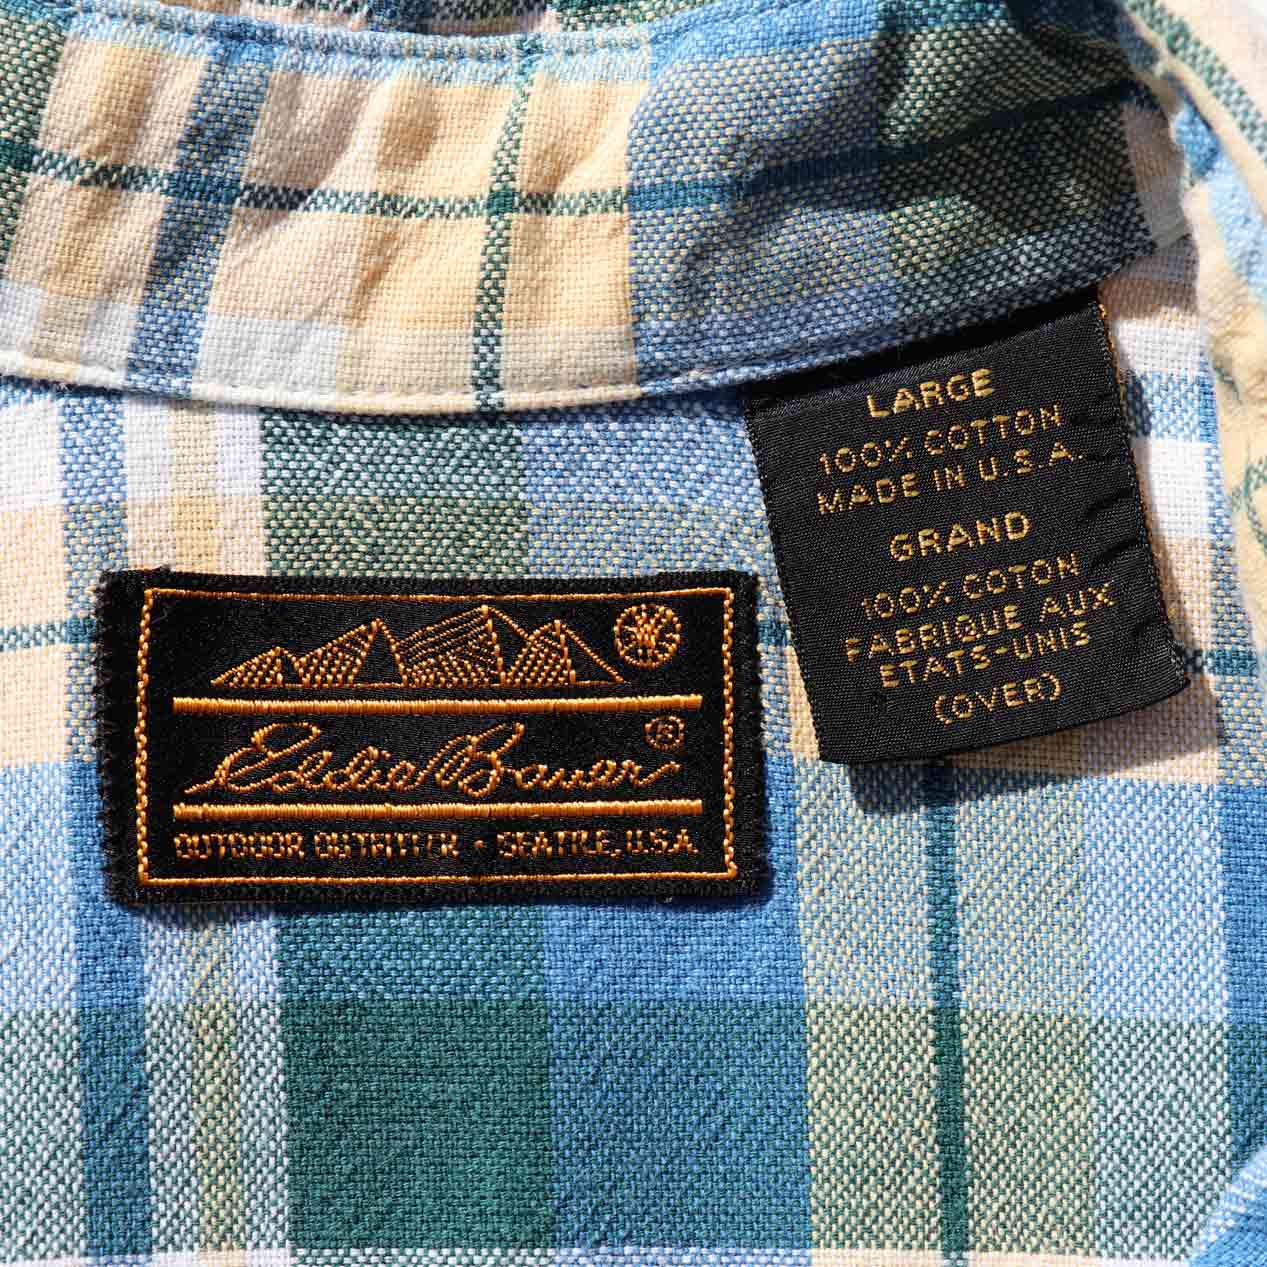 Eddie Bauer ®
OUTDOOR OUTFITTER · SEATTLE, U.S.A.
LARGE
100% COTTON
MADE IN U.S.A.
GRAND
100% COTON
FABRIQUE AUX
ETATS-UNIS
(OVER)